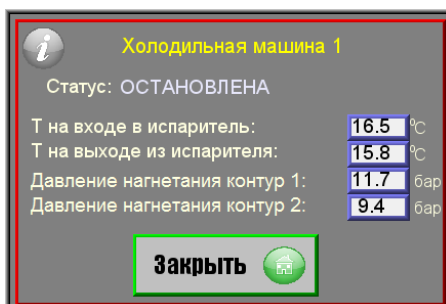 Холодильная машина 1
Статус: ОСТАНОВЛЕНА
Т на входе в испаритель: 16.5 °С
Т на выходе из испарителя: 15.8 °С
Давление нагнетания контур 1: 11.7 бар
Давление нагнетания контур 2: 9.4 бар
Закрыть